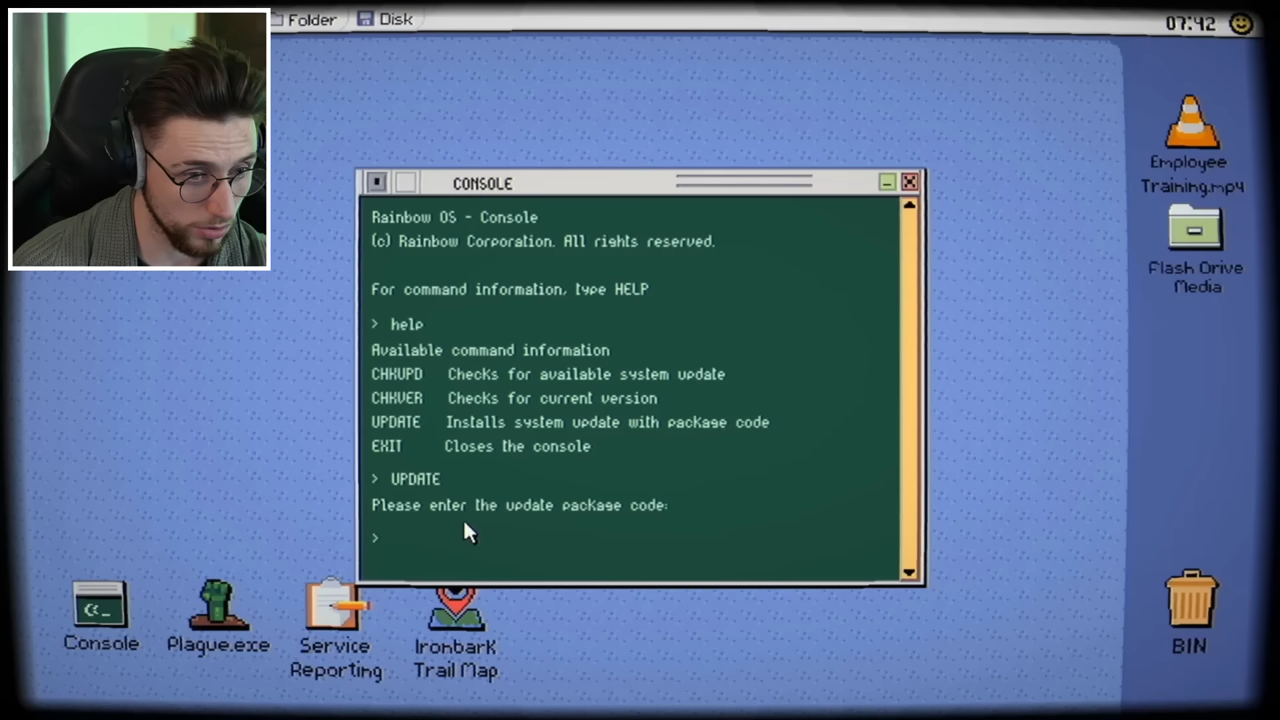 Folder
Disk
07:42
Employee
Training.mp4
Flash Drive
Media
CONSOLE
Rainbow OS - Console
(c) Rainbow Corporation. All rights reserved.
For command information, type HELP
> help
Available command information
CHKUPD Checks for available system update
CHKVER Checks for current version
UPDATE Installs system update with package code
EXIT Closes the console
> UPDATE
Please enter the update package code:
>
Console
Plague.exe
Service
Reporting
Ironbark
Trail Map
BIN